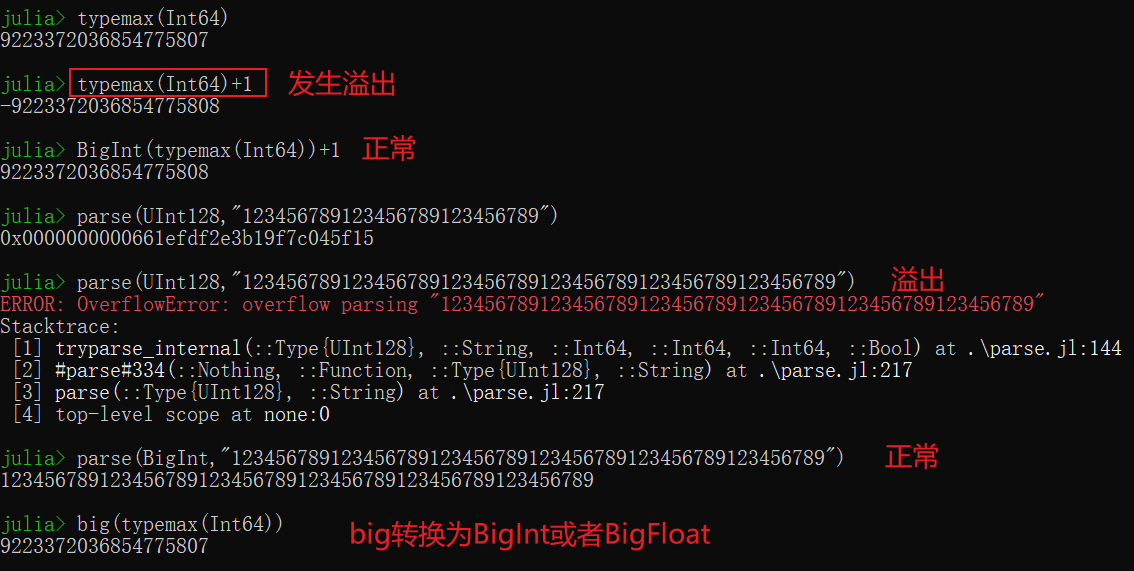 julia> typemax(Int64)
9223372036854775807
julia> typemax(Int64)+1 发生溢出
-9223372036854775808
julia> BigInt(typemax(Int64))+1 正常
9223372036854775808
julia> parse(UInt128,"123456789123456789123456789")
0x0000000000661efdf2e3b19f7c045f15
julia> parse(UInt128,"123456789123456789123456789123456789123456789123456789") 溢出
ERROR: OverflowError: overflow parsing "123456789123456789123456789123456789123456789123456789"
Stacktrace:
[1] tryparse_internal(::Type{UInt128}, ::String, ::Int64, ::Int64, ::Int64, ::Bool) at .\parse.jl:144
[2] #parse#334(::Nothing, ::Function, ::Type{UInt128}, ::String) at .\parse.jl:217
[3] parse(::Type{UInt128}, ::String) at .\parse.jl:217
[4] top-level scope at none:0
julia> parse(BigInt,"123456789123456789123456789123456789123456789123456789") 正常
123456789123456789123456789123456789123456789123456789
julia> big(typemax(Int64)) big转换为BigInt或者BigFloat
9223372036854775807